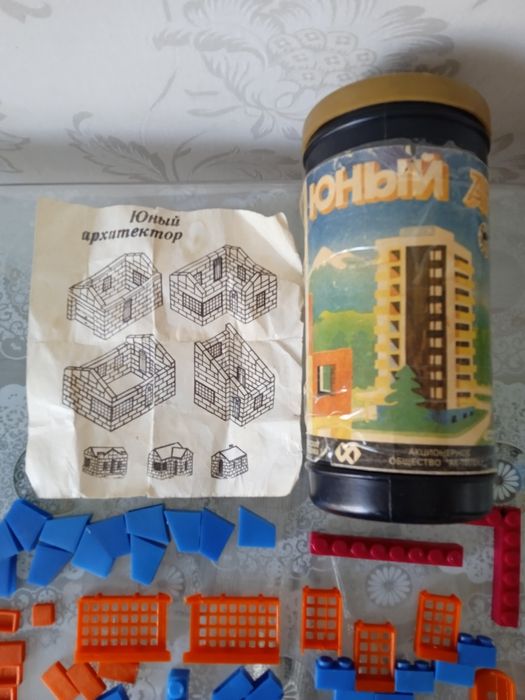 Юный
архитектор
ЮНЫЙ
АКЦИОНЕРНОЕ
ОБЩЕСТВО